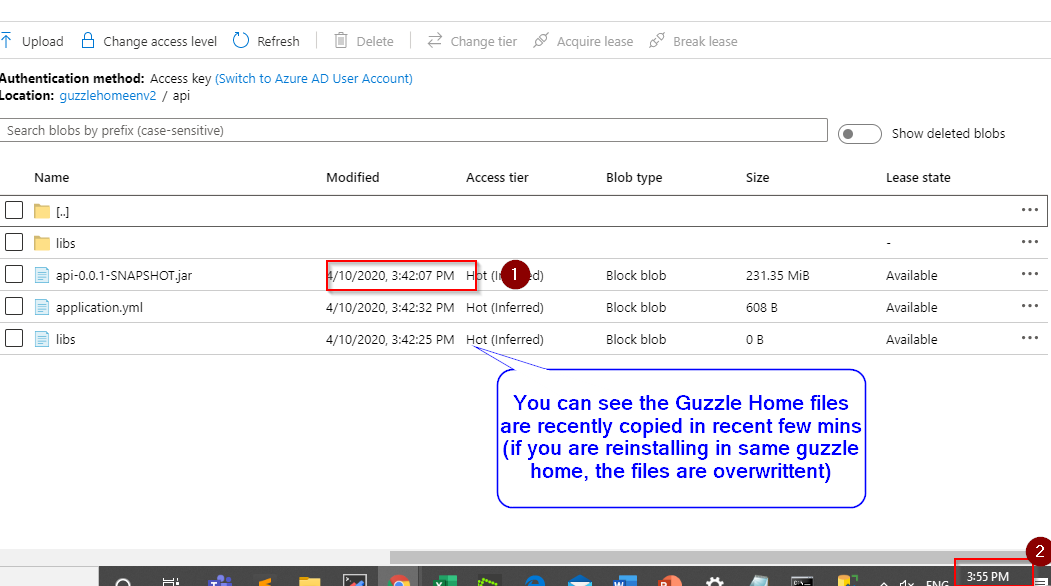 Upload Change access level Refresh Delete Change tier Acquire lease Break lease
Authentication method: Access key (Switch to Azure AD User Account)
Location: guzzlehomeenv2 / api
Search blobs by prefix (case-sensitive)
Show deleted blobs
Name Modified Access tier Blob type Size Lease state
[..]
libs -
api-0.0.1-SNAPSHOT.jar 4/10/2020, 3:42:07 PM Hot 1 Block blob 231.35 MiB Available
application.yml 4/10/2020, 3:42:32 PM Hot (Inferred) Block blob 608 B Available
libs 4/10/2020, 3:42:25 PM Hot (Inferred) Block blob 0 B Available
You can see the Guzzle Home files
are recently copied in recent few mins
(if you are reinstalling in same guzzle
home, the files are overwrittent)
2
3:55 PM
ENG